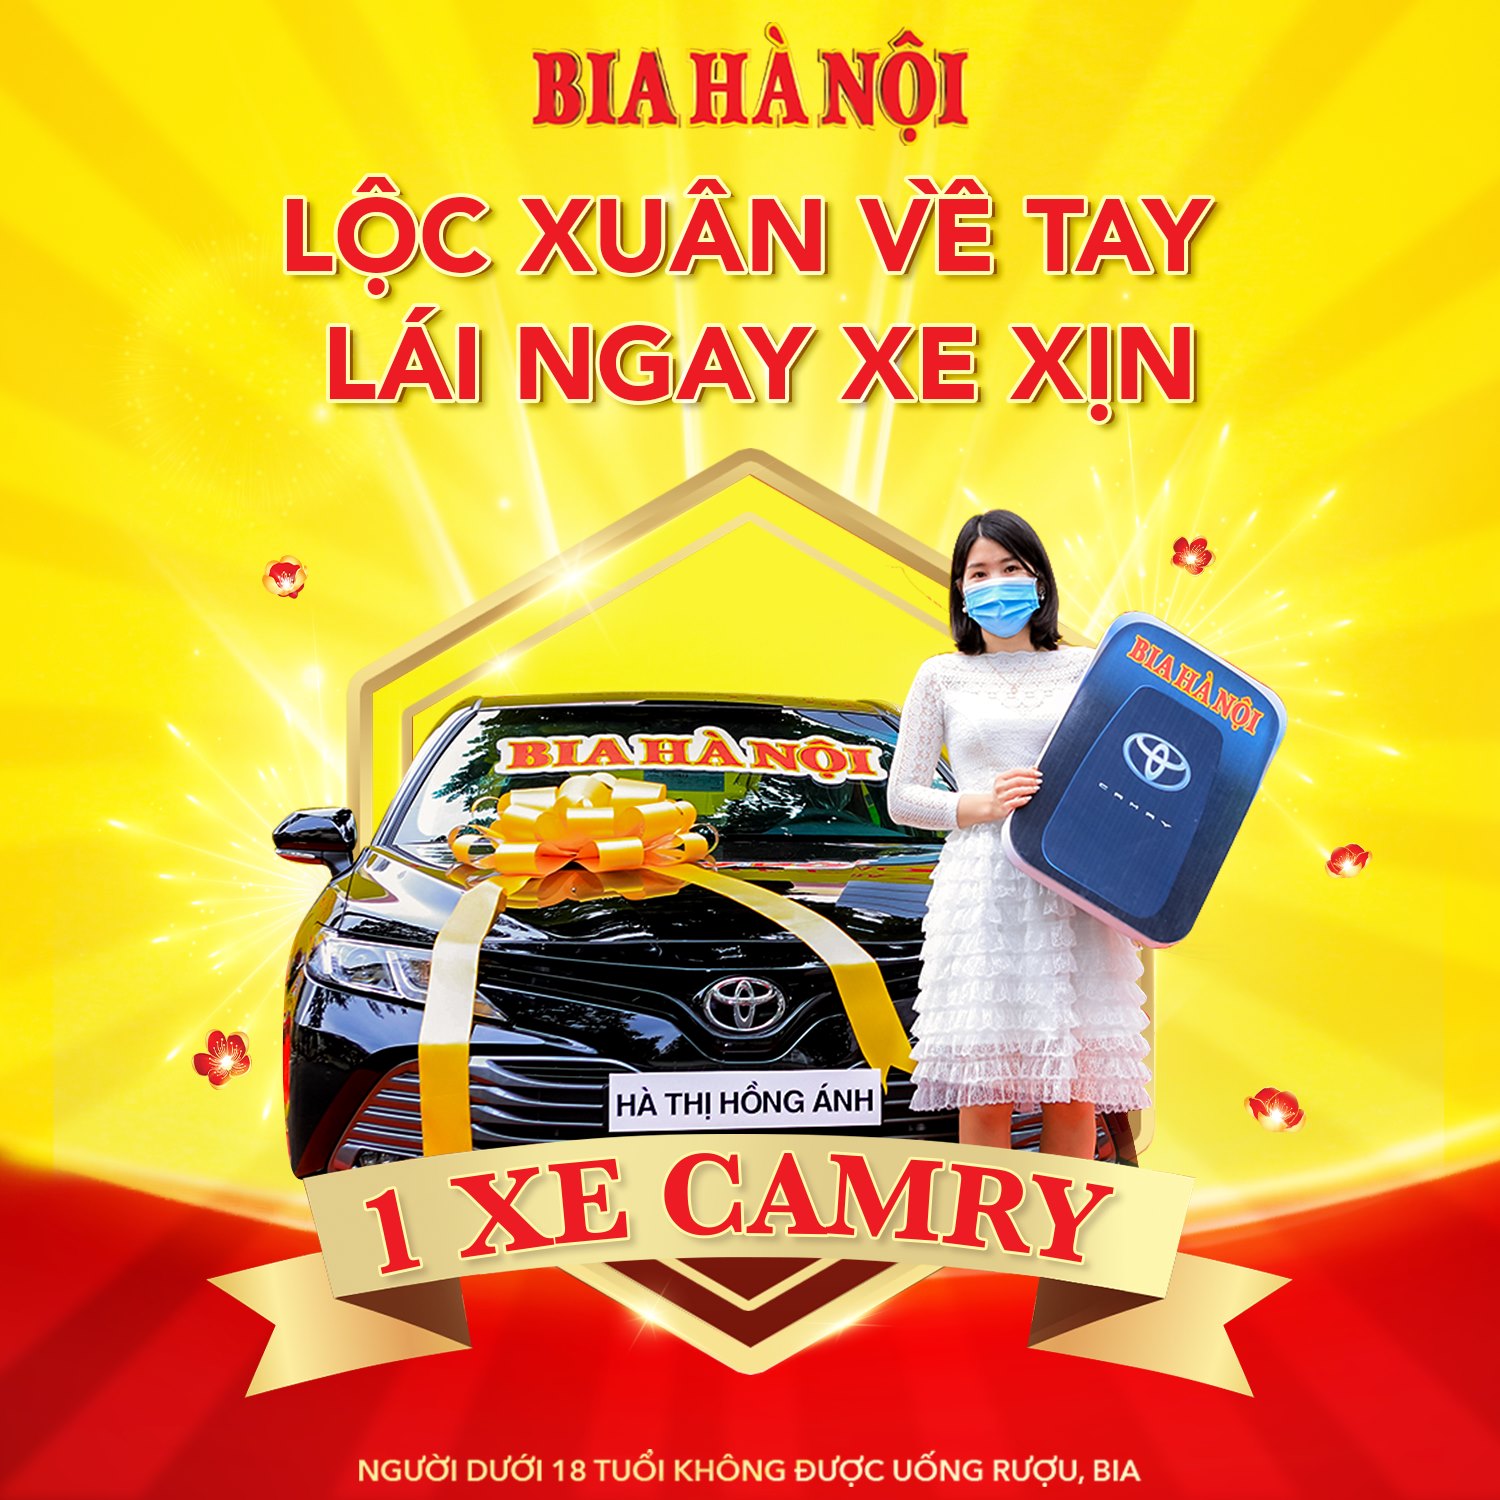 BIA HÀ NỘI
LỘC XUÂN VỀ TAY
LÁI NGAY XE XỊN
BIA HÀ NỘI
CAMRY
BIA HÀ NỘI
HÀ THỊ HỒNG ÁNH
1 XE CAMRY
NGƯỜI DƯỚI 18 TUỔI KHÔNG ĐƯỢC UỐNG RƯỢU, BIA